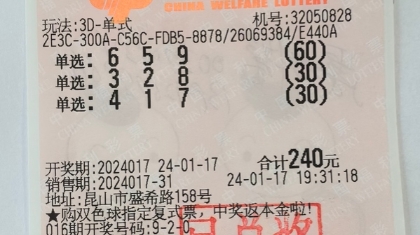 CHINA WELFARE LOTTERY
玩法:3D-单式 机号:32050828
2E3C-300A-C56C-FDB5-8878/26069384/E440A
单选: 6 5 9 (60)
单选: 3 2 8 (30)
单选: 4 1 7 (30)
开奖期:2024017 24-01-17 合计240元
销售期:2024017-31 24-01-17 19:31:18
地址:昆山市盛希路158号
★购双色球指定复式票,中奖返本金啦!
016期开奖号码:9-2-0
已兑奖